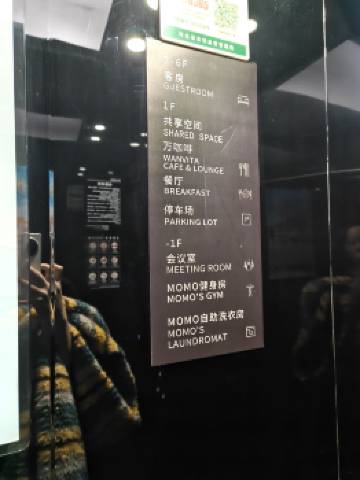 客房
GUESTROOM
1F
共享空间
SHARED SPACE
万咖啡
WANVITA
CAFE & LOUNGE
餐厅
BREAKFAST
停车场
PARKING LOT
-1F
会议室
MEETING ROOM
MOMO健身房
MOMO'S GYM
MOMO自助洗衣房
MOMO'S
LAUNDROMAT